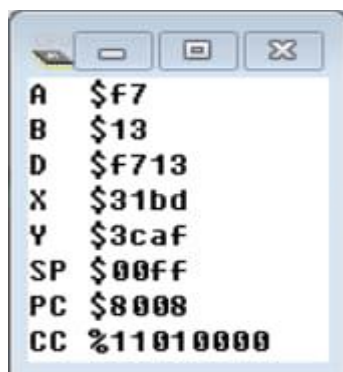 A $f7
B $13
D $f713
X $31bd
Y $3caf
SP $00ff
PC $8008
CC %11010000